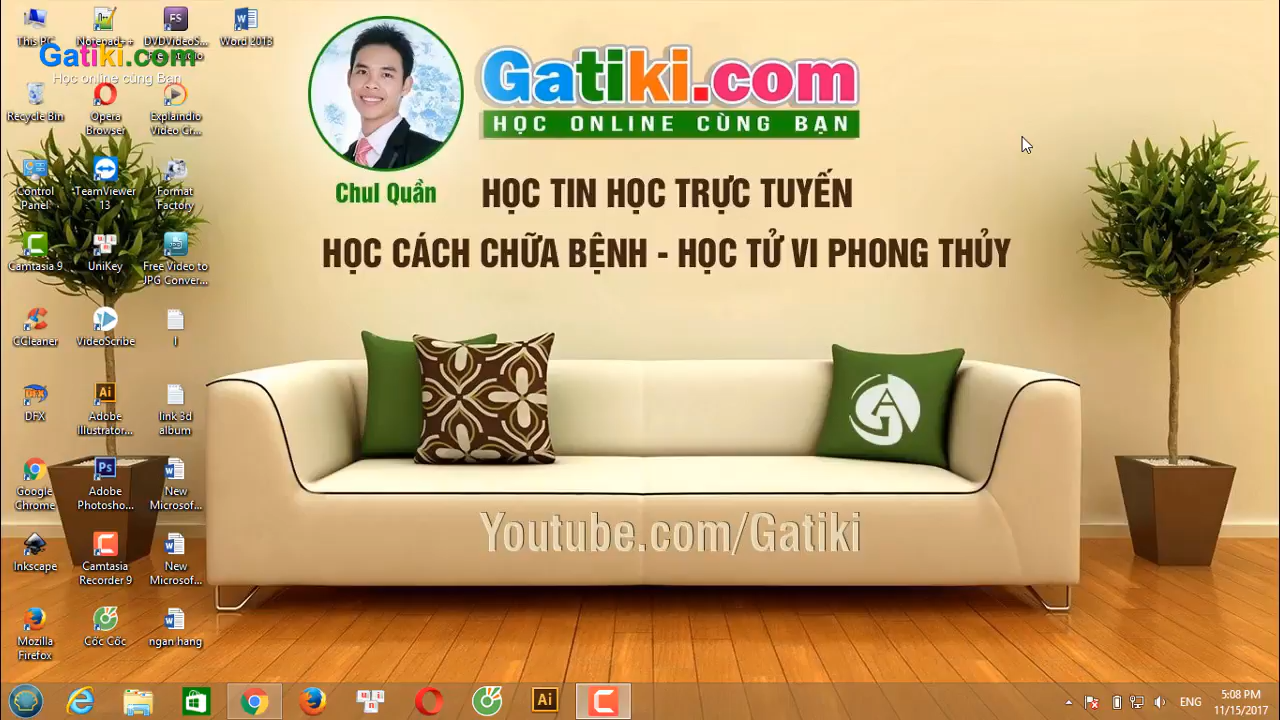 This PC
Notepad++
DVDVideoS...
Free Studio
Word 2013
Gatiki.com
Học online cùng Bạn
Recycle Bin
Opera
Browser
Explaindio
Video Cr...
Control
Panel
TeamViewer
13
Format
Factory
Camtasia 9
UniKey
Free Video to
JPG Conver...
CCleaner
VideoScribe
DFX
Adobe
Illustrator...
link 3d
album
Google
Chrome
Adobe
Photosho...
New
Microsof...
Inkscape
Camtasia
Recorder 9
New
Microsof...
Mozilla
Firefox
Cốc Cốc
ngan hang
Gatiki.com
HỌC ONLINE CÙNG BẠN
Chul Quần
HỌC TIN HỌC TRỰC TUYẾN
HỌC CÁCH CHỮA BỆNH - HỌC TỬ VI PHONG THỦY
Youtube.com/Gatiki
ENG
5:08 PM
11/15/2017